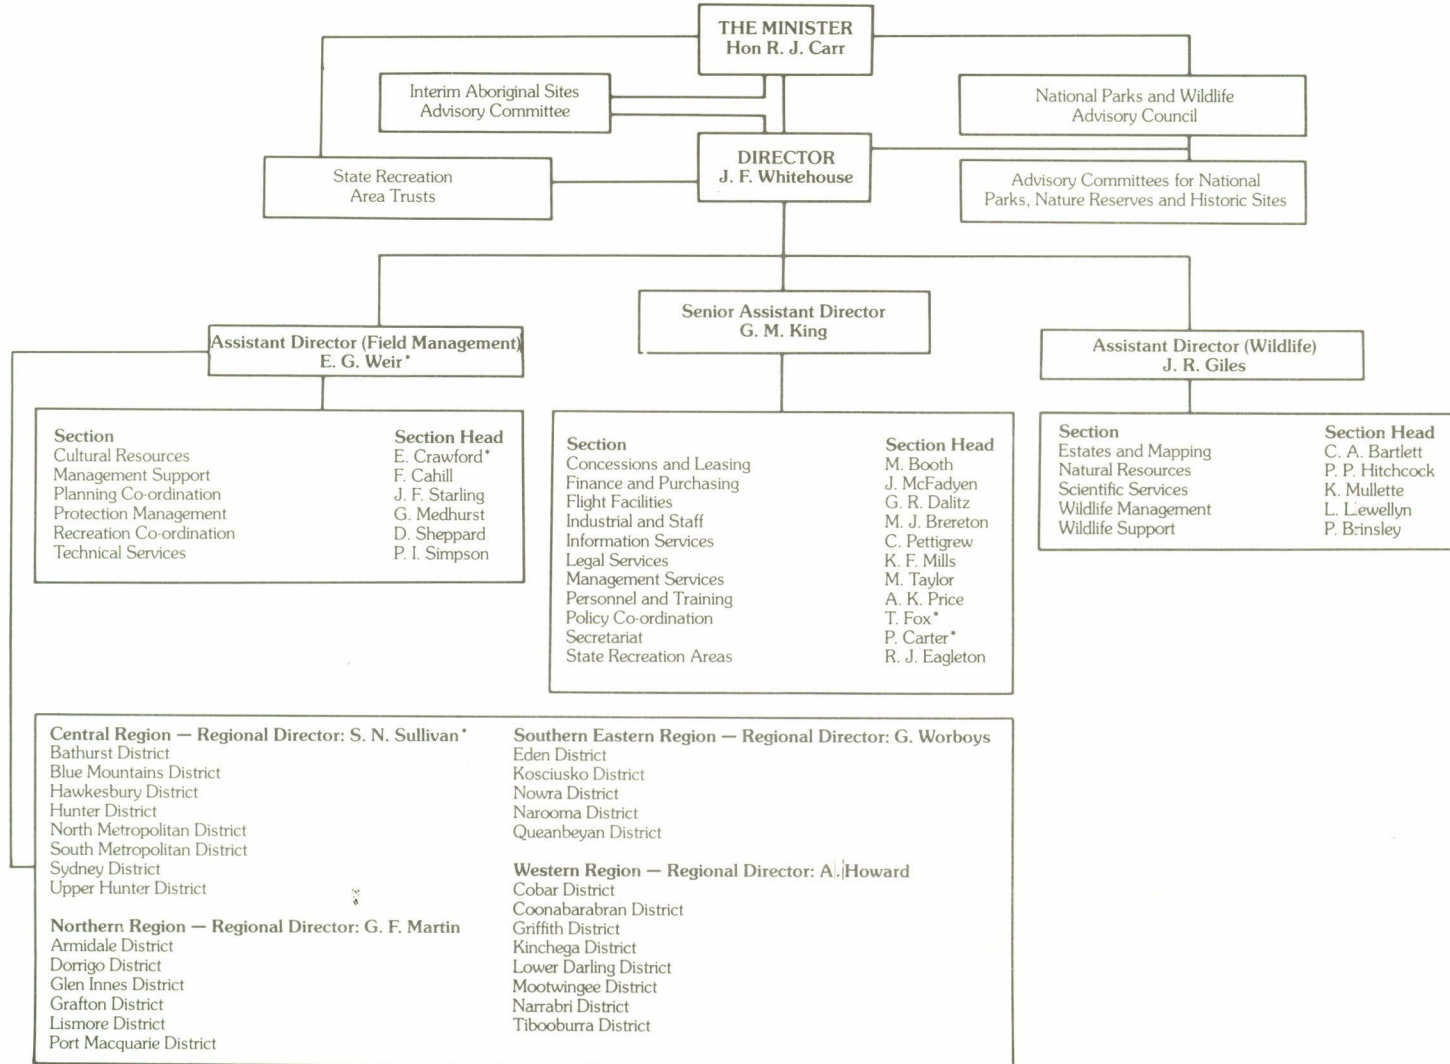 THE MINISTER
Hon R. J. Carr
Interim Aboriginal Sites
Advisory Committee
National Parks and Wildlife
Advisory Council
DIRECTOR
J. F. Whitehouse
State Recreation
Area Trusts
Advisory Committees for National
Parks, Nature Reserves and Historic Sites
Senior Assistant Director
G. M. King
Assistant Director (Field Management)
E. G. Weir*
Assistant Director (Wildlife)
J. R. Giles
Section Section Head
Cultural Resources E. Crawford*
Management Support F. Cahill
Planning Co-ordination J. F. Starling
Protection Management G. Medhurst
Recreation Co-ordination D. Sheppard
Technical Services P. I. Simpson
Section Section Head
Concessions and Leasing M. Booth
Finance and Purchasing J. McFadyen
Flight Facilities G. R. Dalitz
Industrial and Staff M. J. Brereton
Information Services C. Pettigrew
Legal Services K. F. Mills
Management Services M. Taylor
Personnel and Training A. K. Price
Policy Co-ordination T. Fox*
Secretariat P. Carter*
State Recreation Areas R. J. Eagleton
Section Section Head
Estates and Mapping C. A. Bartlett
Natural Resources P. P. Hitchcock
Scientific Services K. Mullette
Wildlife Management L. Llewellyn
Wildlife Support P. Brinsley
Central Region — Regional Director: S. N. Sullivan*
Bathurst District
Blue Mountains District
Hawkesbury District
Hunter District
North Metropolitan District
South Metropolitan District
Sydney District
Upper Hunter District
Northern Region — Regional Director: G. F. Martin
Armidale District
Dorrigo District
Glen Innes District
Grafton District
Lismore District
Port Macquarie District
Southern Eastern Region — Regional Director: G. Worboys
Eden District
Kosciusko District
Nowra District
Narooma District
Queanbeyan District
Western Region — Regional Director: A. Howard
Cobar District
Coonabarabran District
Griffith District
Kinchega District
Lower Darling District
Mootwingee District
Narrabri District
Tibooburra District